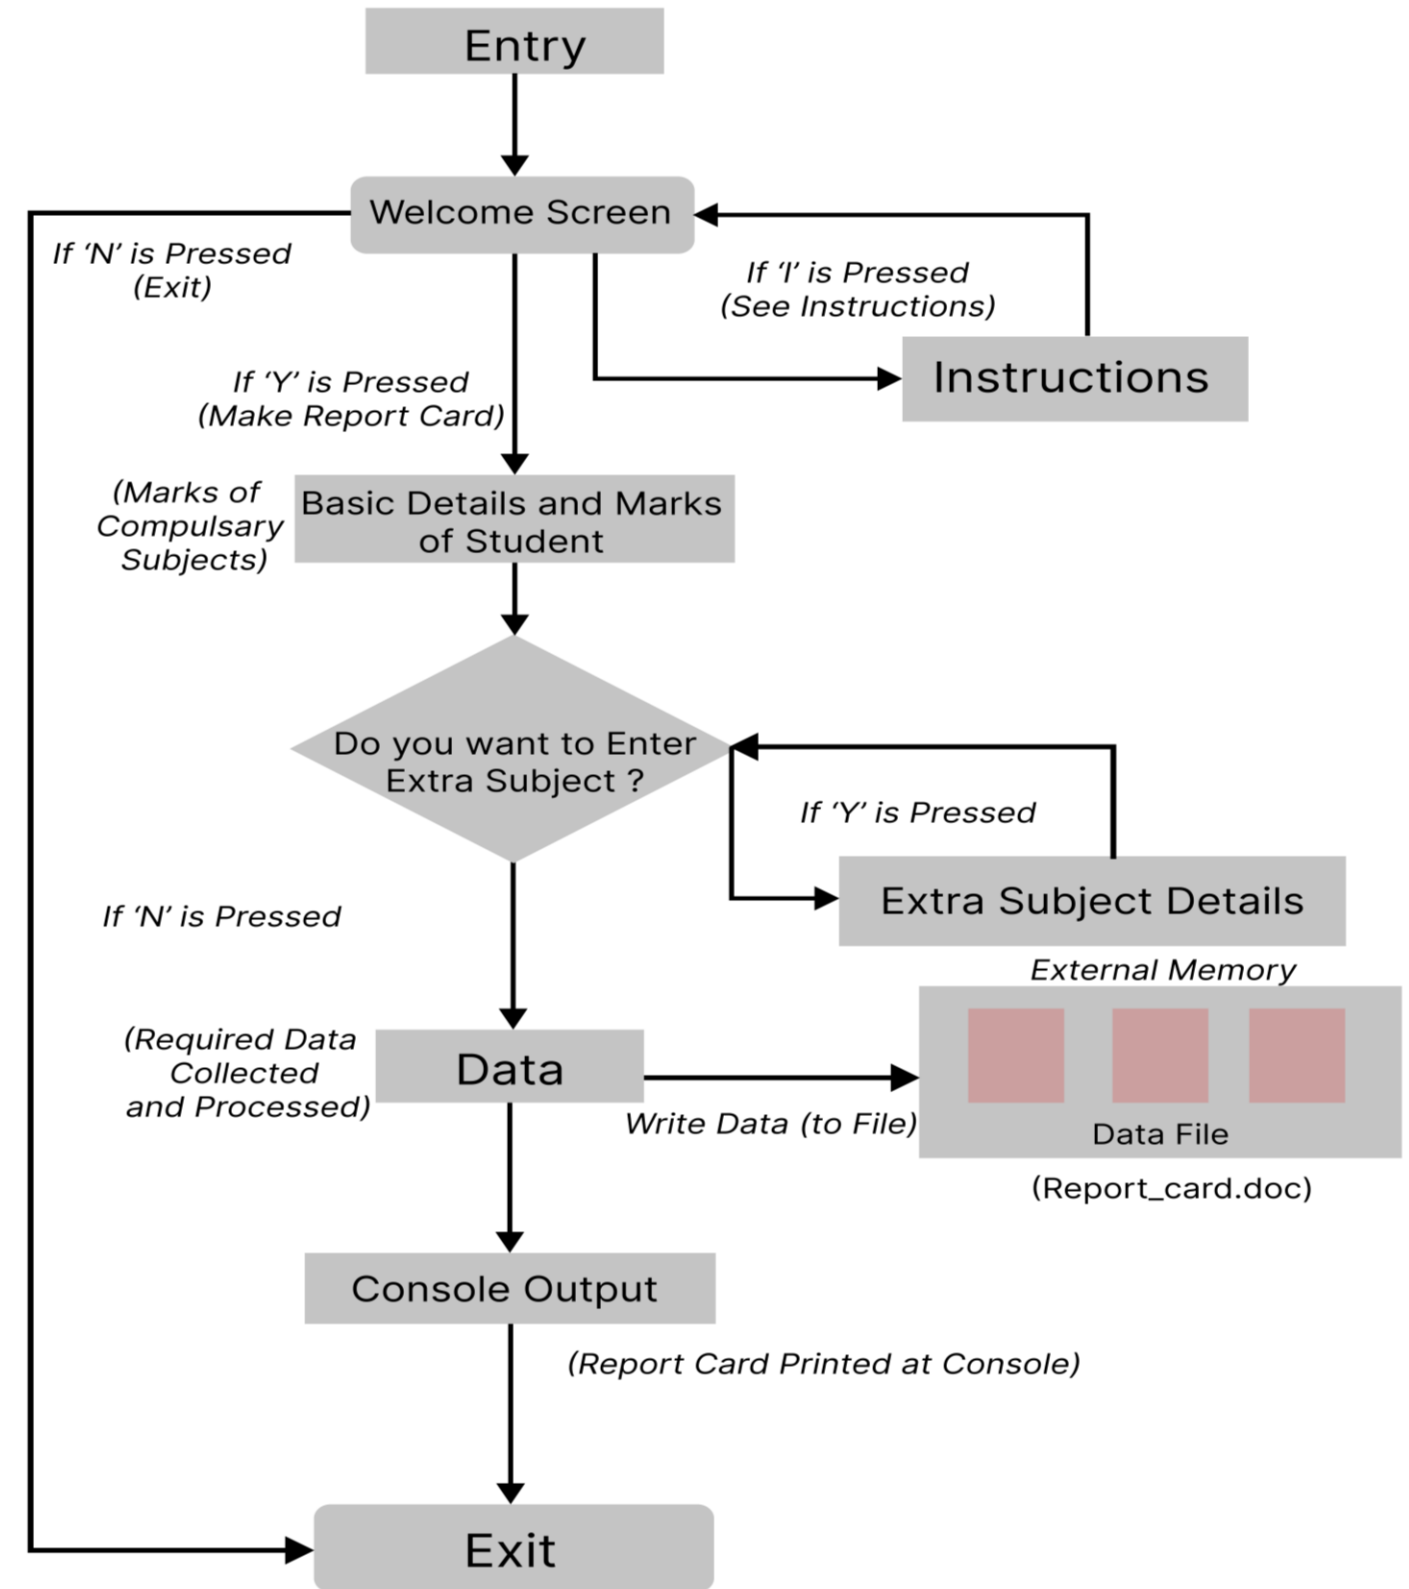 Entry
Welcome Screen
If ‘N’ is Pressed
(Exit)
If ‘I’ is Pressed
(See Instructions)
Instructions
If ‘Y’ is Pressed
(Make Report Card)
(Marks of
Compulsary
Subjects)
Basic Details and Marks
of Student
Do you want to Enter
Extra Subject ?
If ‘Y’ is Pressed
Extra Subject Details
If ‘N’ is Pressed
External Memory
(Required Data
Collected
and Processed)
Data
Write Data (to File)
Data File
(Report_card.doc)
Console Output
(Report Card Printed at Console)
Exit